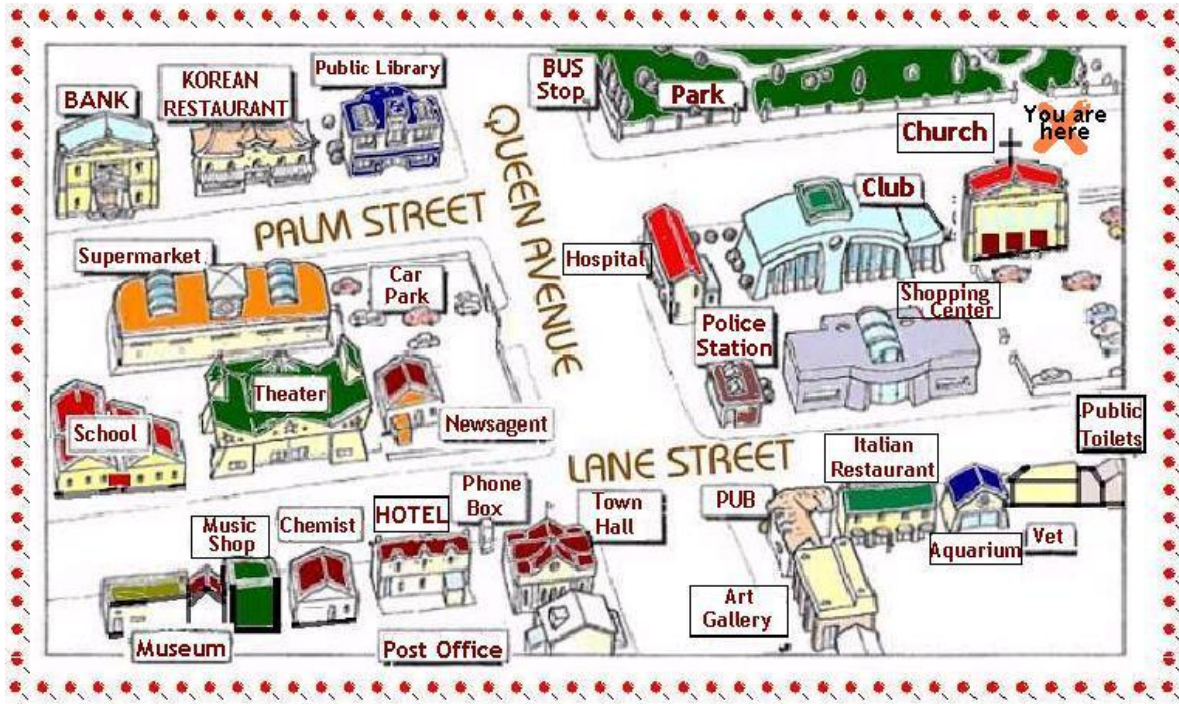 BANK
KOREAN
RESTAURANT
Public Library
BUS
Stop
Park
You are
here
Church
QUEEN AVENUE
PALM STREET
Club
Supermarket
Car
Park
Hospital
Shopping
Center
Police
Station
Theater
School
Newsagent
LANE STREET
Public
Toilets
Italian
Restaurant
Phone
Box
Town
Hall
PUB
HOTEL
Music
Shop
Chemist
Aquarium
Vet
Art
Gallery
Museum
Post Office